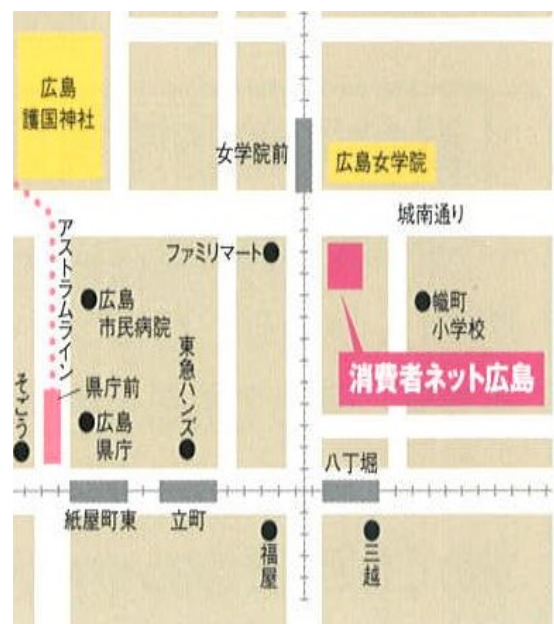 広島
護国神社
女学院前
広島女学院
城南通り
アストラムライン
ファミリマート
広島
市民病院
幟町
小学校
消費者ネット広島
東急ハンズ
県庁前
広島
県庁
そごう
八丁堀
紙屋町東
立町
福屋
三越